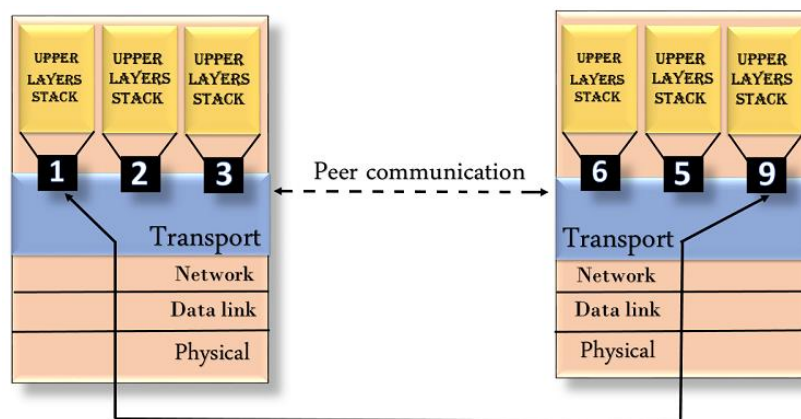 UPPER
LAYERS
STACK
UPPER
LAYERS
STACK
UPPER
LAYERS
STACK
1
2
3
Transport
Network
Data link
Physical
Peer communication
UPPER
LAYERS
STACK
UPPER
LAYERS
STACK
UPPER
LAYERS
STACK
6
5
9
Transport
Network
Data link
Physical